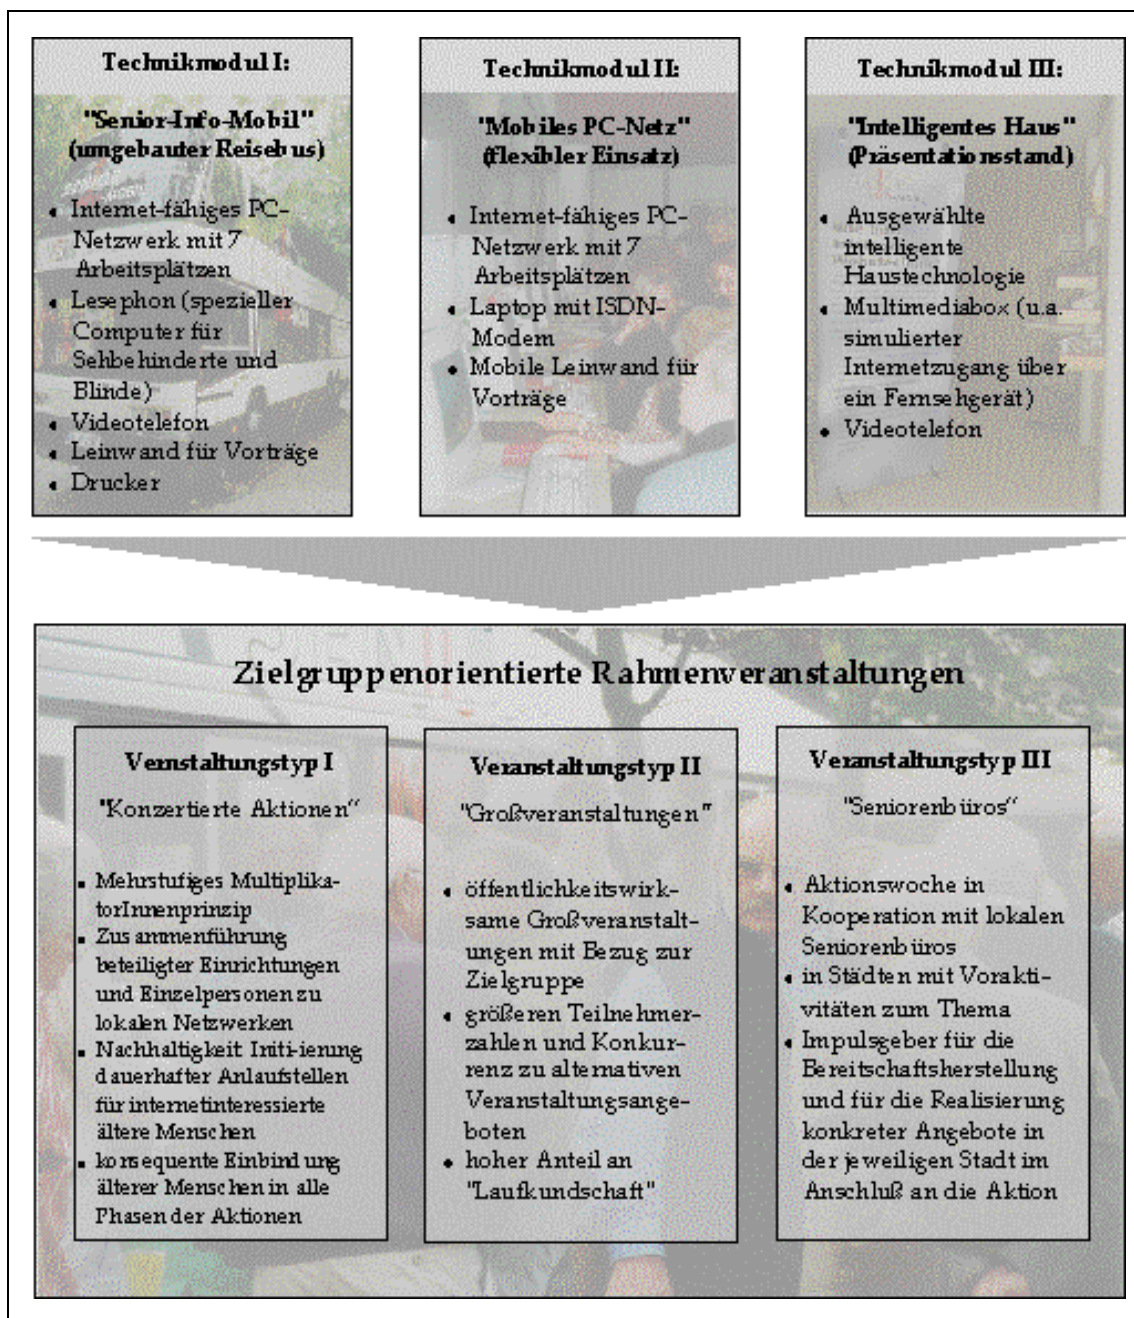 Technikmodul I:
"Senior-Info-Mobil"
(umgebauter Reisebus)
• Internet-fähiges PC-
Netzwerk mit 7
Arbeitsplätzen
• Lesephon (spezieller
Computer für
Sehbehinderte und
Blinde)
• Videotelefon
• Leinwand für Vorträge
• Drucker
Technikmodul II:
"Mobiles PC-Netz"
(flexibler Einsatz)
• Internet-fähiges PC-
Netzwerk mit 7
Arbeitsplätzen
• Laptop mit ISDN-
Modem
• Mobile Leinwand für
Vorträge
Technikmodul III:
"Intelligentes Haus"
(Präsentationsstand)
• Ausgewählte
intelligente
Haustechnologie
• Multimediabox (u.a.
simulierter
Internetzugang über
ein Fernsehgerät)
• Videotelefon
Zielgruppenorientierte Rahmenveranstaltungen
Vernstaltungstyp I
"Konzertierte Aktionen“
• Mehrstufiges Multiplika-
torInnenprinzip
• Zusammenführung
beteiligter Einrichtungen
und Einzelpersonen zu
lokalen Netzwerken
• Nachhaltigkeit: Initi-ierung
dauerhafter Anlaufstellen
für internetinteressierte
ältere Menschen
• konsequente Einbindung
älterer Menschen in alle
Phasen der Aktionen
Veranstaltungstyp II
"Großveranstaltungen"
• öffentlichkeitswirk-
same Großveranstalt-
ungen mit Bezug zur
Zielgruppe
• größeren Teilnehmer-
zahlen und Konkur-
renz zu alternativen
Veranstaltungsange-
boten
• hoher Anteil an
"Laufkundschaft"
Veranstaltungstyp III
"Seniorenbüros“
• Aktionswoche in
Kooperation mit lokalen
Seniorenbüros
• in Städten mit Vorakti-
vitäten zum Thema
• Impulsgeber für die
Bereitschaftsherstellung
und für die Realisierung
konkreter Angebote in
der jeweiligen Stadt im
Anschluß an die Aktion